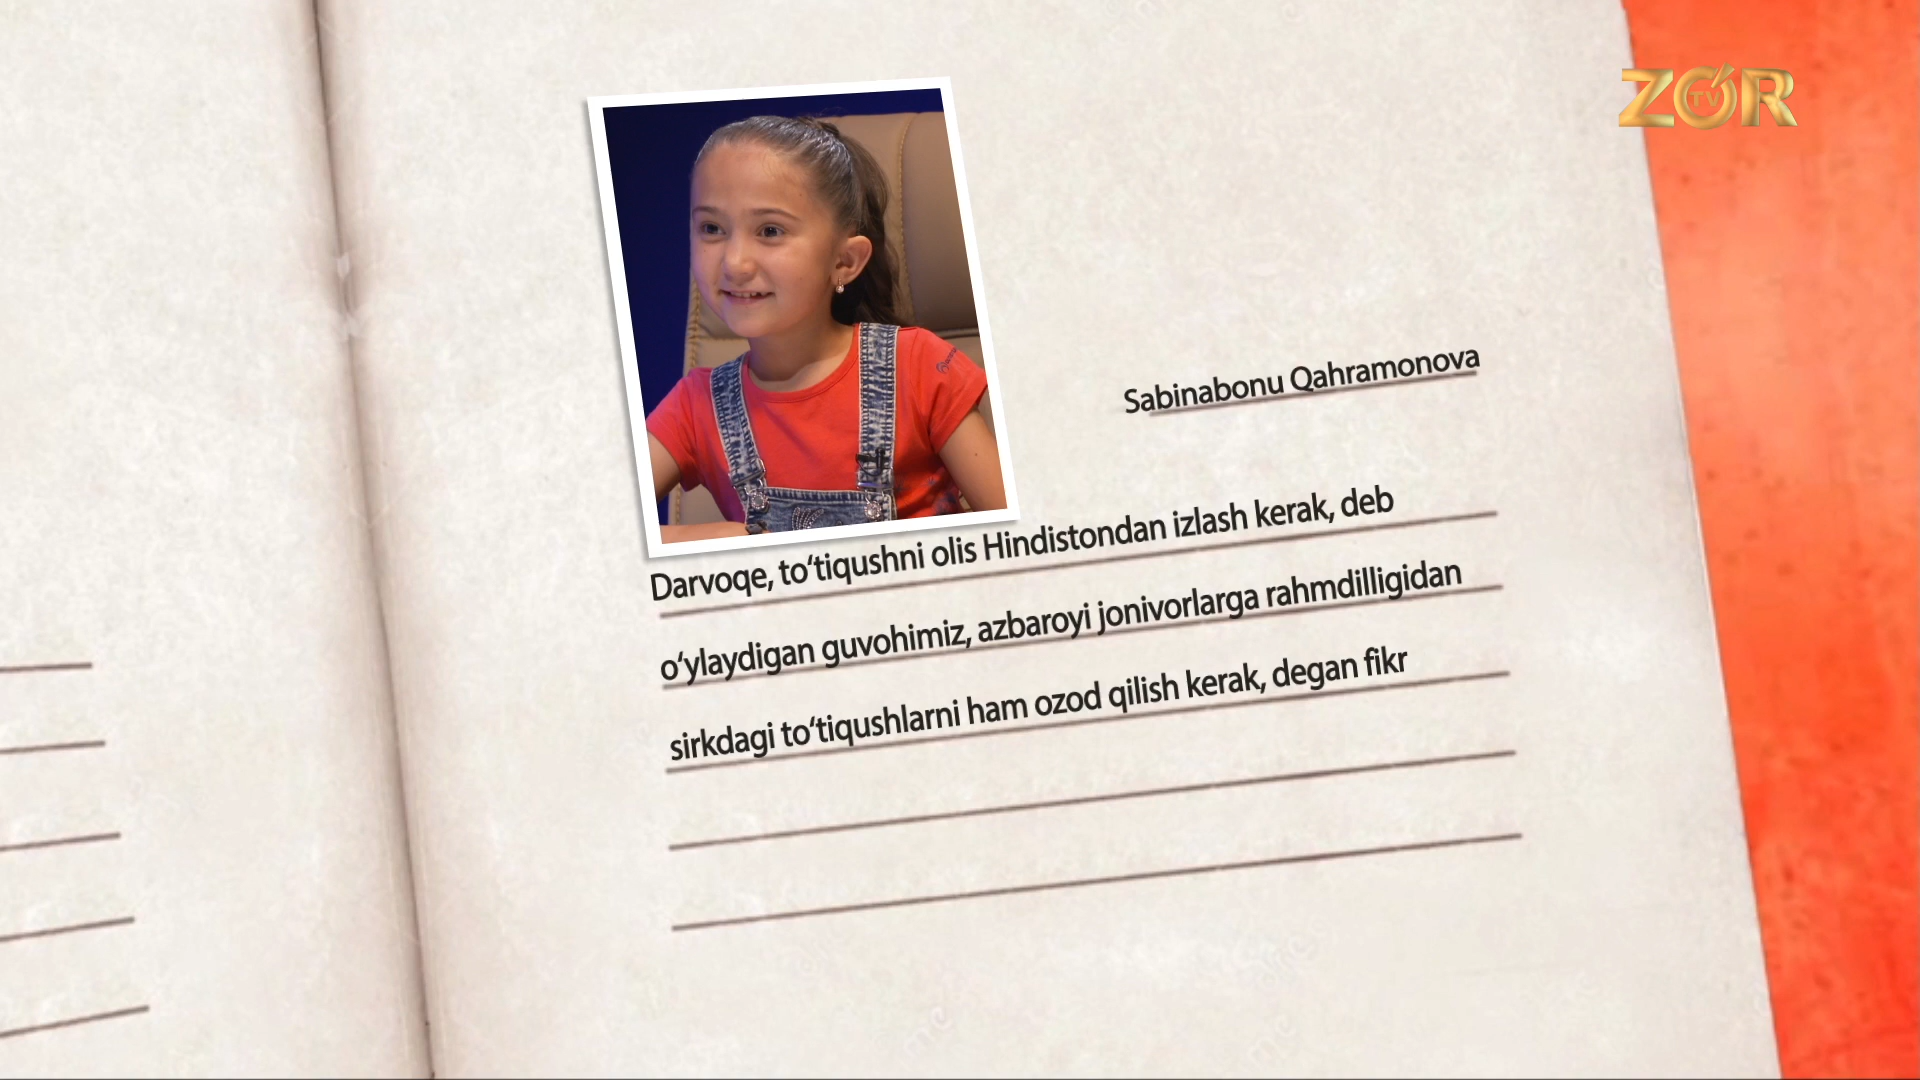 ZO'R
TV
Sabinabonu Qahramonova
Darvoqe, to‘tiqushni olis Hindistondan izlash kerak, deb
o‘ylaydigan guvohimiz, azbaroyi jonivorlarga rahmdilligidan
sirkdagi to‘tiqushlarni ham ozod qilish kerak, degan fikr